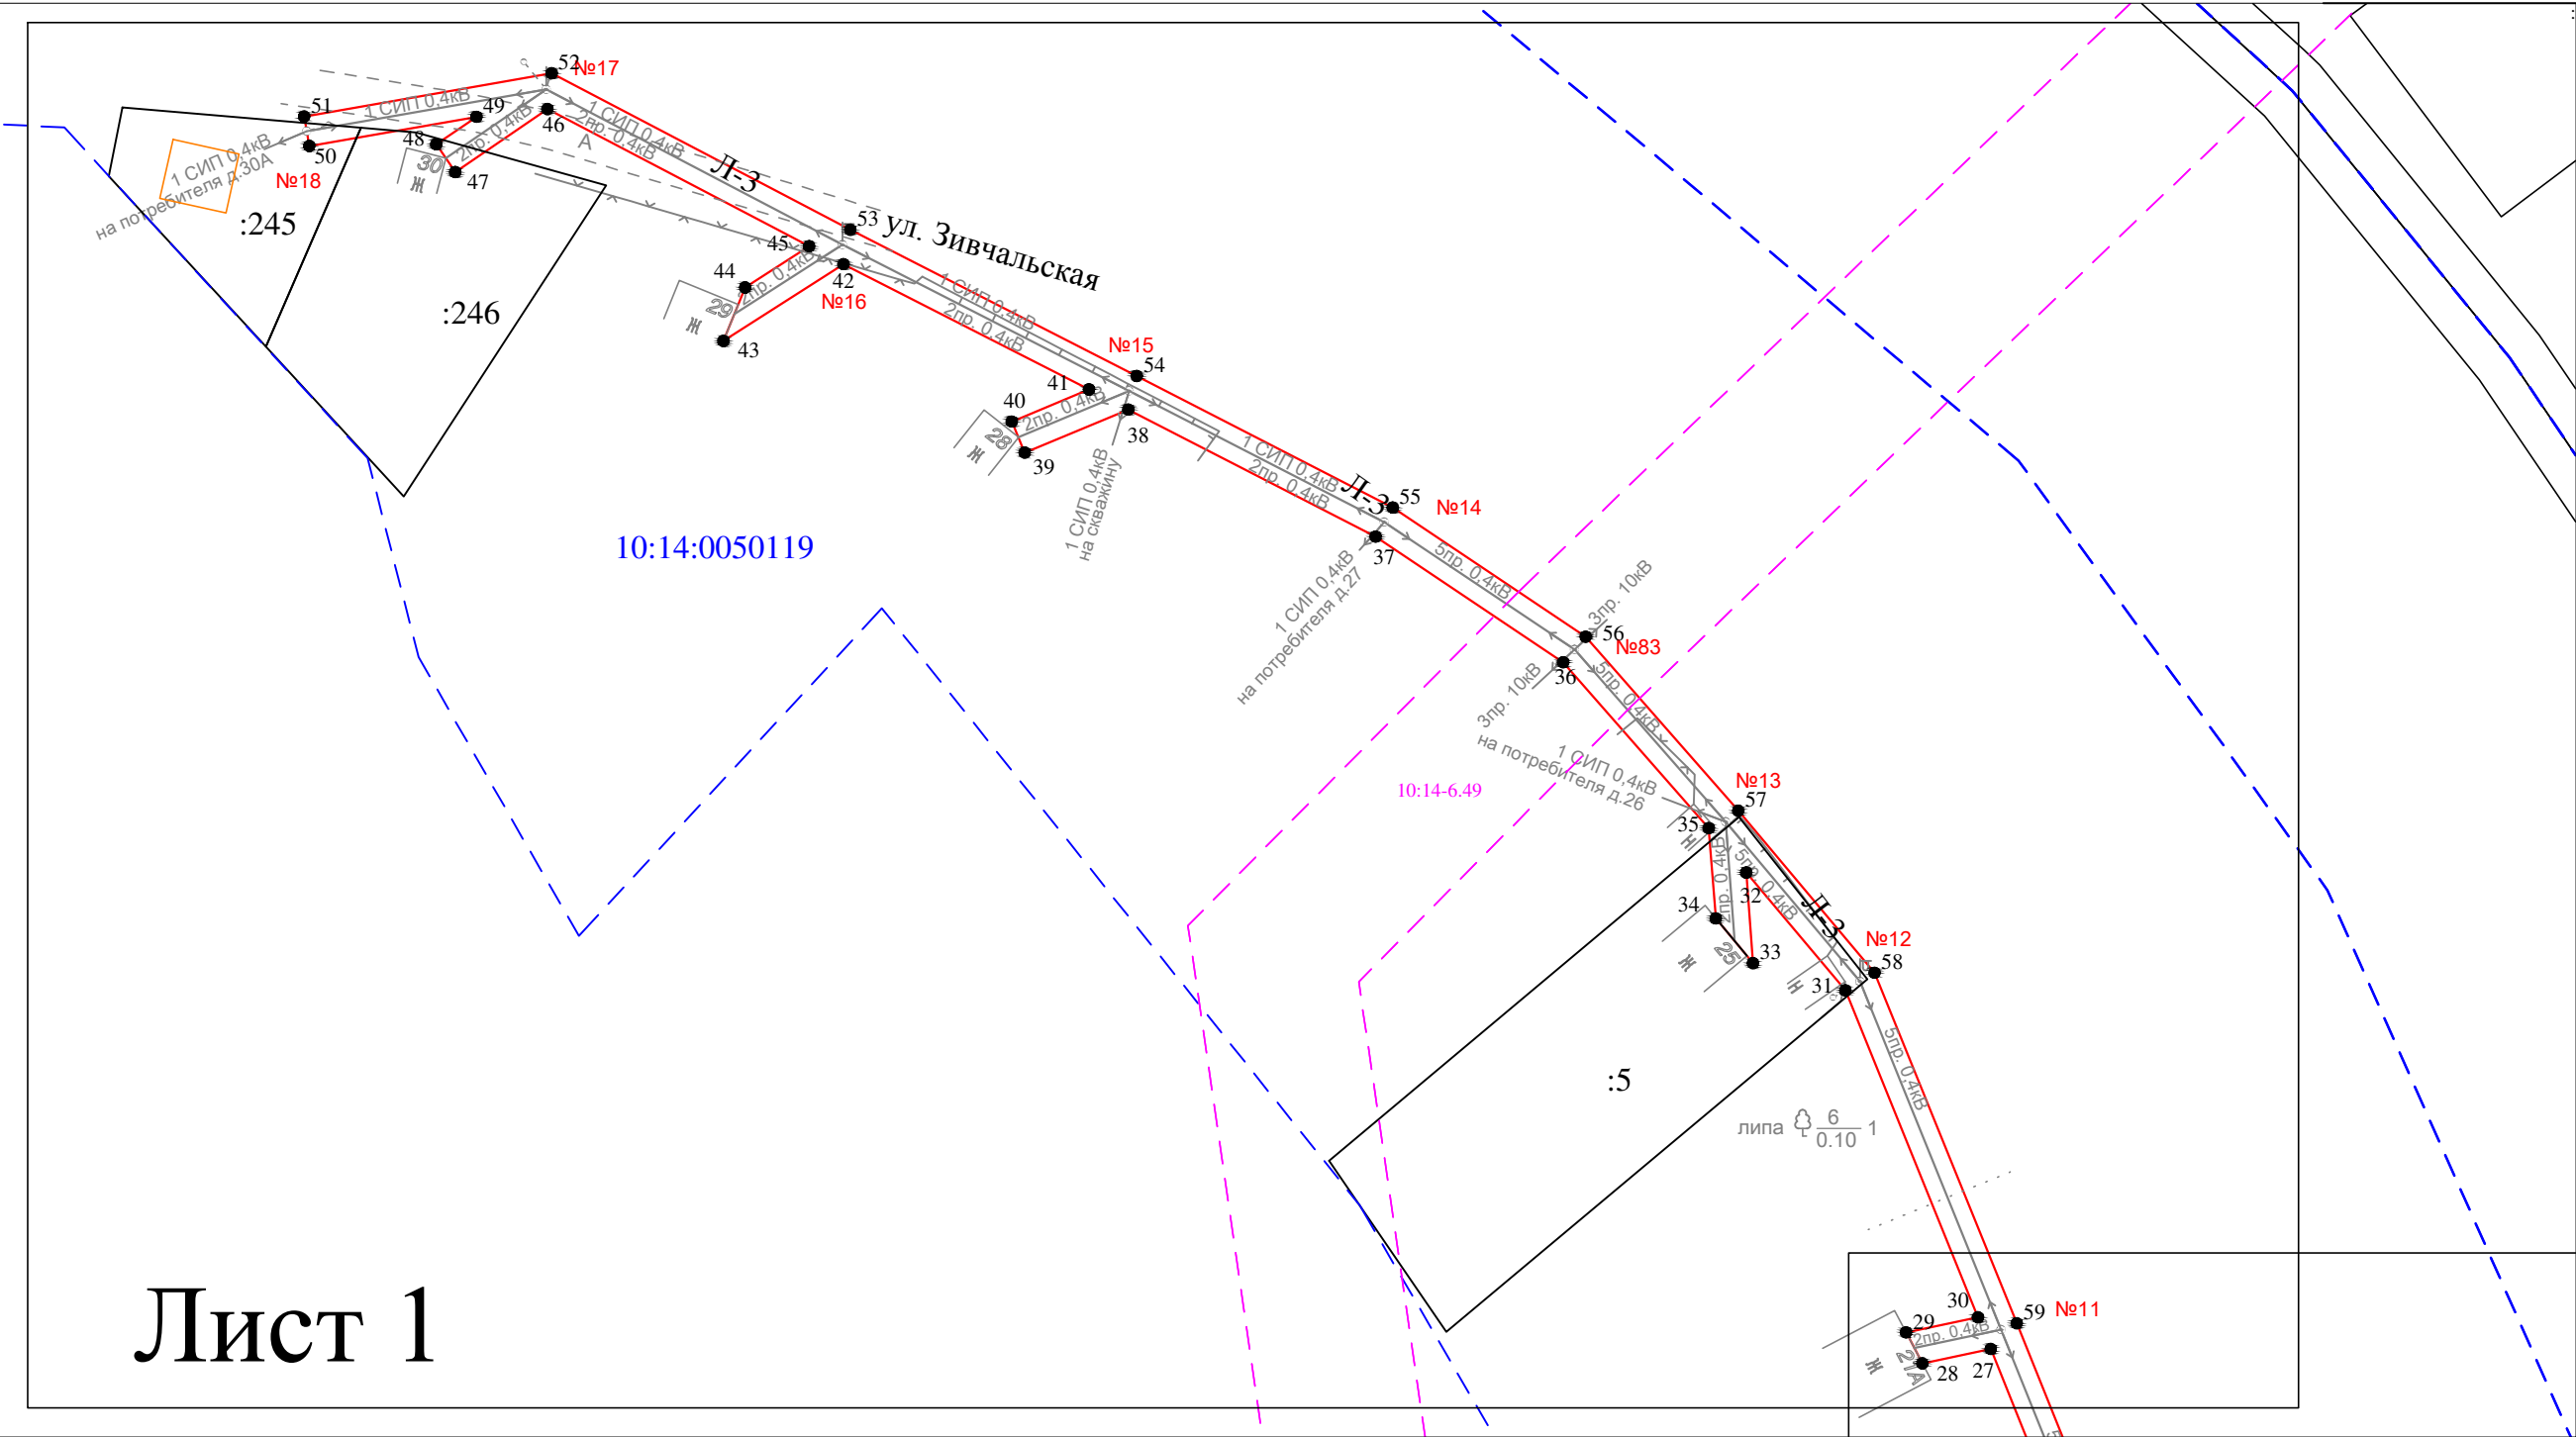 52
№17
51
1 СИП 0,4кВ
49
46
48
2пр. 0,4кВ
1 СИП 0,4кВ
2пр. 0,4кВ
А
50
30
ж
47
1 СИП 0,4кВ
на потребителя д.30А
№18
:245
:246
Л-3
53
ул. Зивчальская
45
44
2пр. 0,4кВ
42
№16
29
ж
43
1 СИП 0,4кВ
2пр. 0,4кВ
№15
54
41
40
2пр. 0,4кВ
28
ж
39
38
1 СИП 0,4кВ
на скважину
1 СИП 0,4кВ
2пр. 0,4кВ
Л-3
55
№14
37
10:14:0050119
1 СИП 0,4кВ
на потребителя д.27
5пр. 0,4кВ
3пр. 10кВ
56
№83
36
3пр. 10кВ
5пр. 0,4кВ
1 СИП 0,4кВ
на потребителя д.26
10:14-6.49
№13
57
35
Н
2пр. 0,4кВ
5пр. 0,4кВ
32
34
Л-3
33
25
ж
№12
58
31
Н
5пр. 0,4кВ
:5
липа 6 1
0.10
30
59
№11
29
2пр. 0,4кВ
27А
ж
28
27
Лист 1